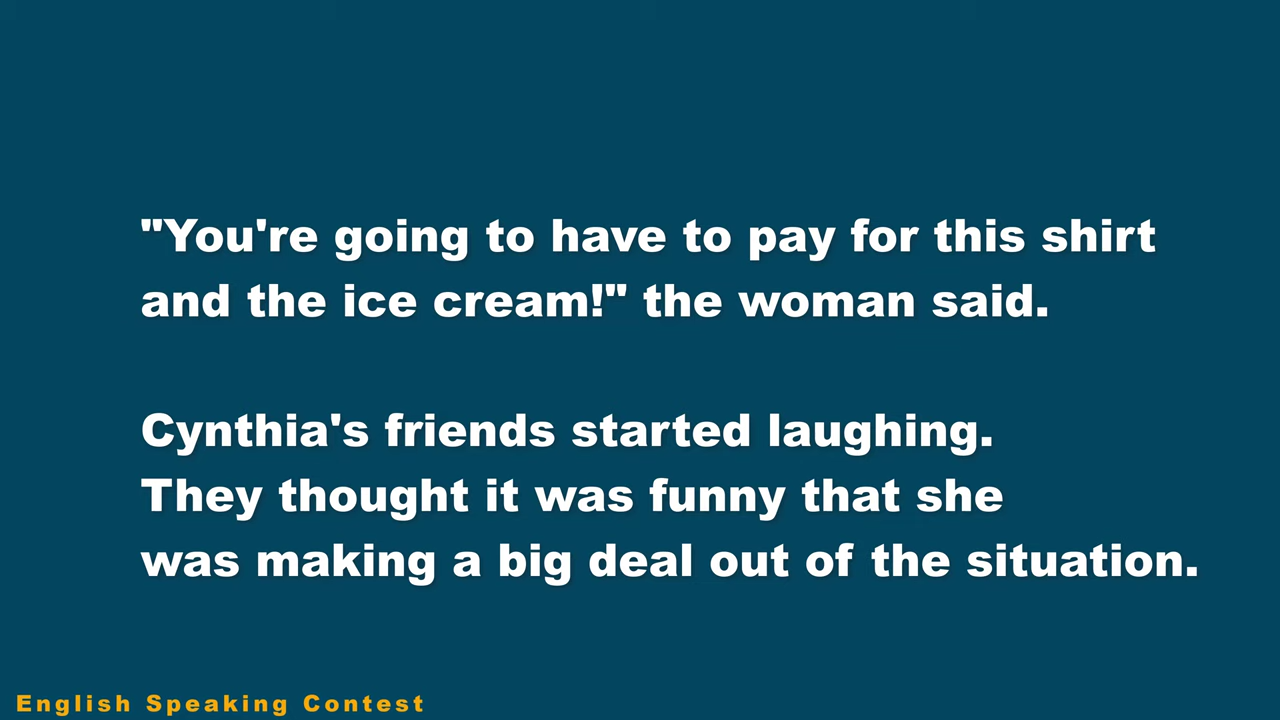 "You're going to have to pay for this shirt
and the ice cream!" the woman said.
Cynthia's friends started laughing.
They thought it was funny that she
was making a big deal out of the situation.
English Speaking Contest